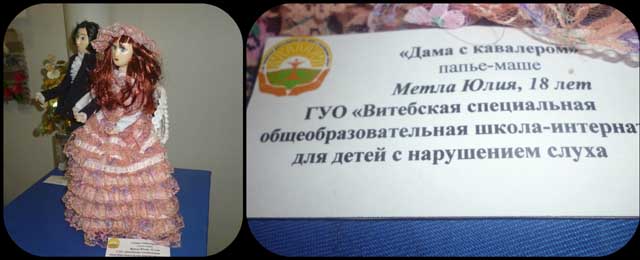 «Дама с кавалером»
папье-маше
Метла Юлия, 18 лет
ГУО «Витебская специальная
общеобразовательная школа-интернат
для детей с нарушением слуха